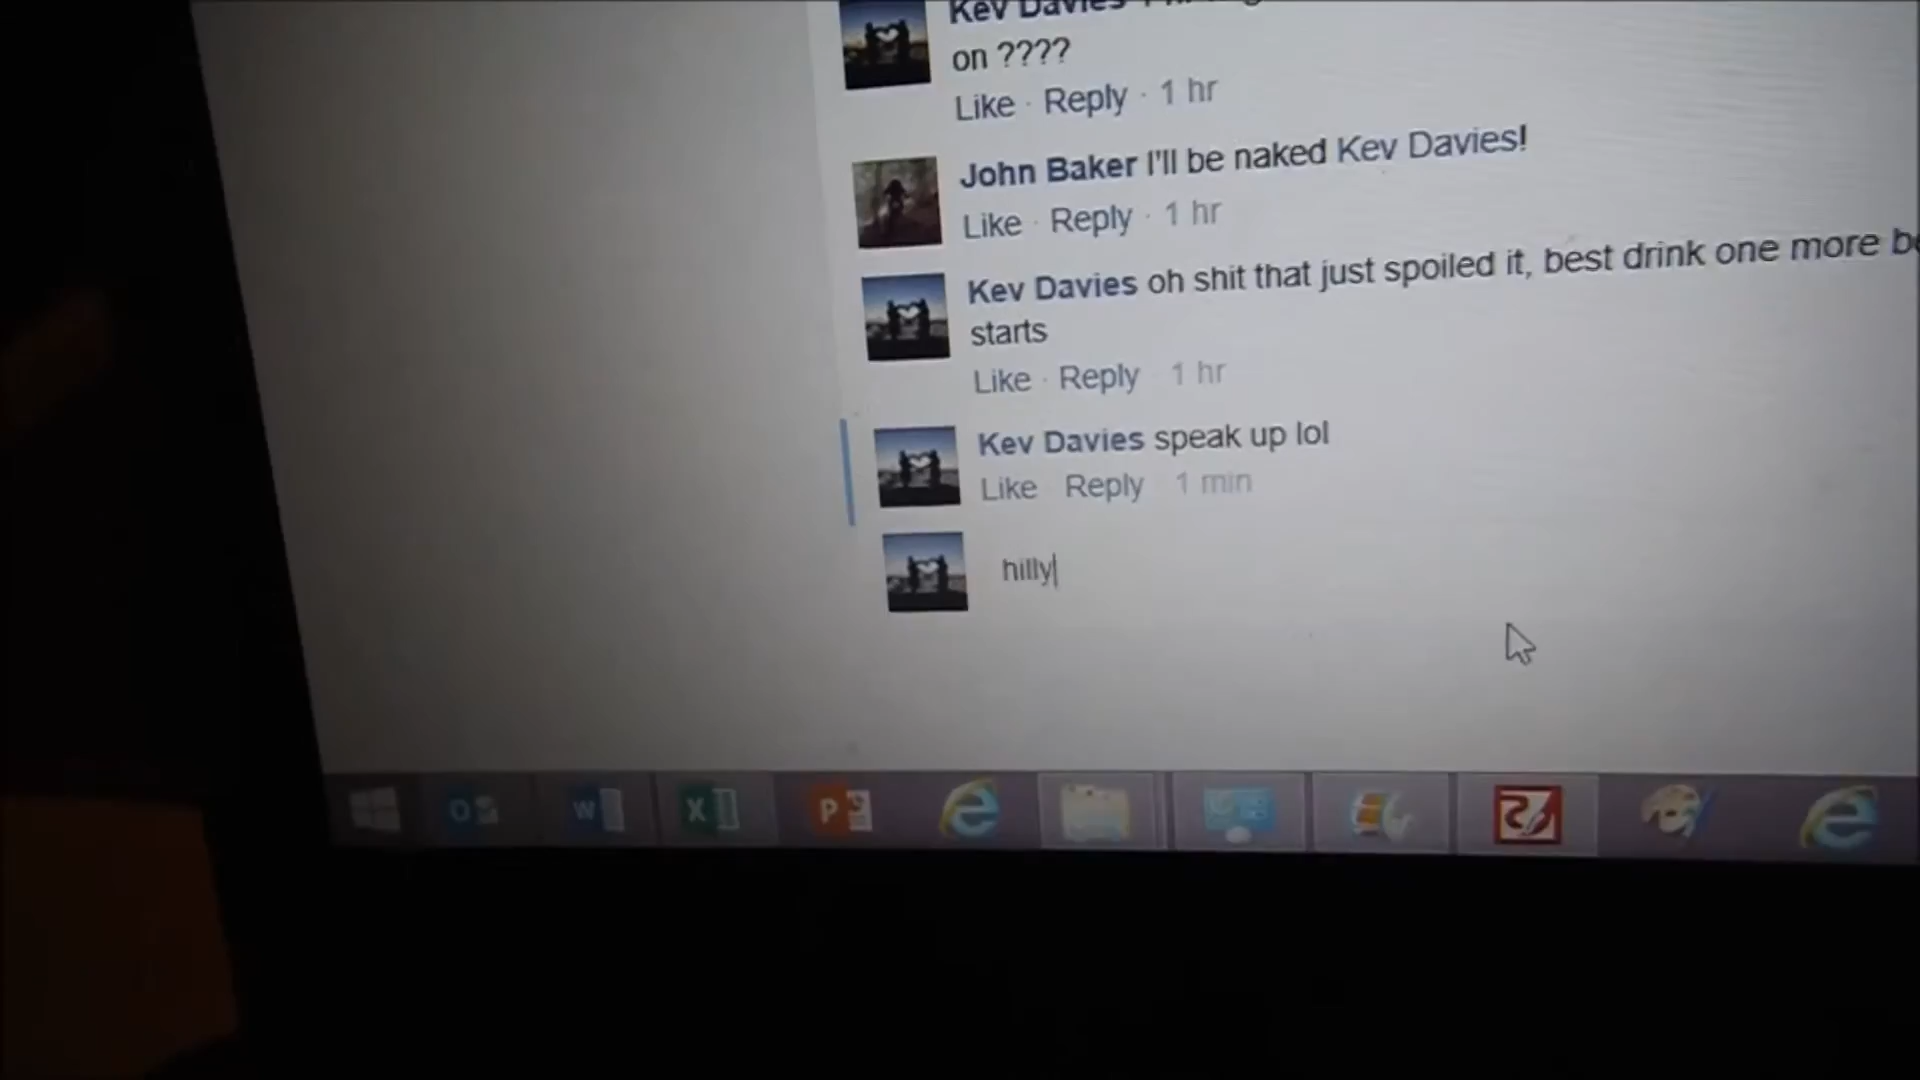 Kev Davies
on ????
Like · Reply · 1 hr
John Baker I'll be naked Kev Davies!
Like · Reply · 1 hr
Kev Davies oh shit that just spoiled it, best drink one more
starts
Like · Reply 1 hr
Kev Davies speak up lol
Like Reply 1 min
hilly